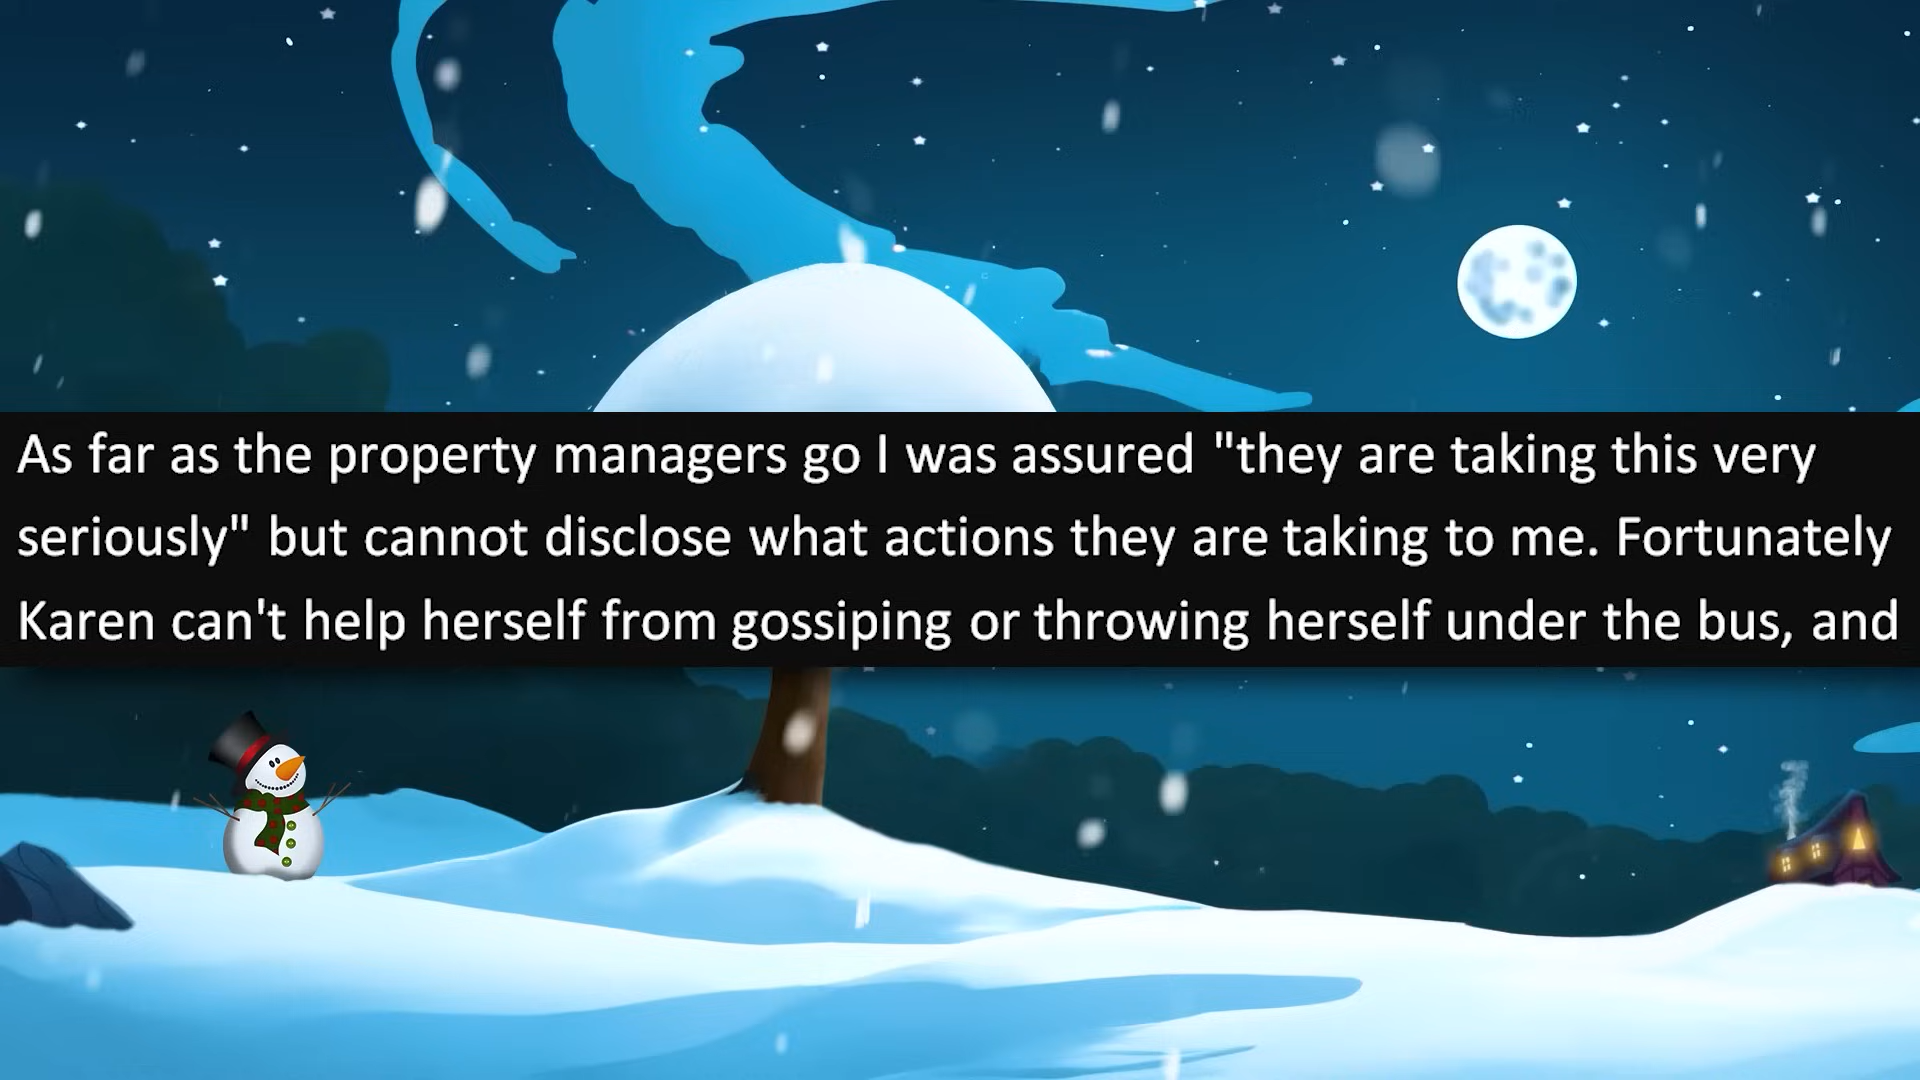 As far as the property managers go I was assured "they are taking this very
seriously" but cannot disclose what actions they are taking to me. Fortunately
Karen can't help herself from gossiping or throwing herself under the bus, and